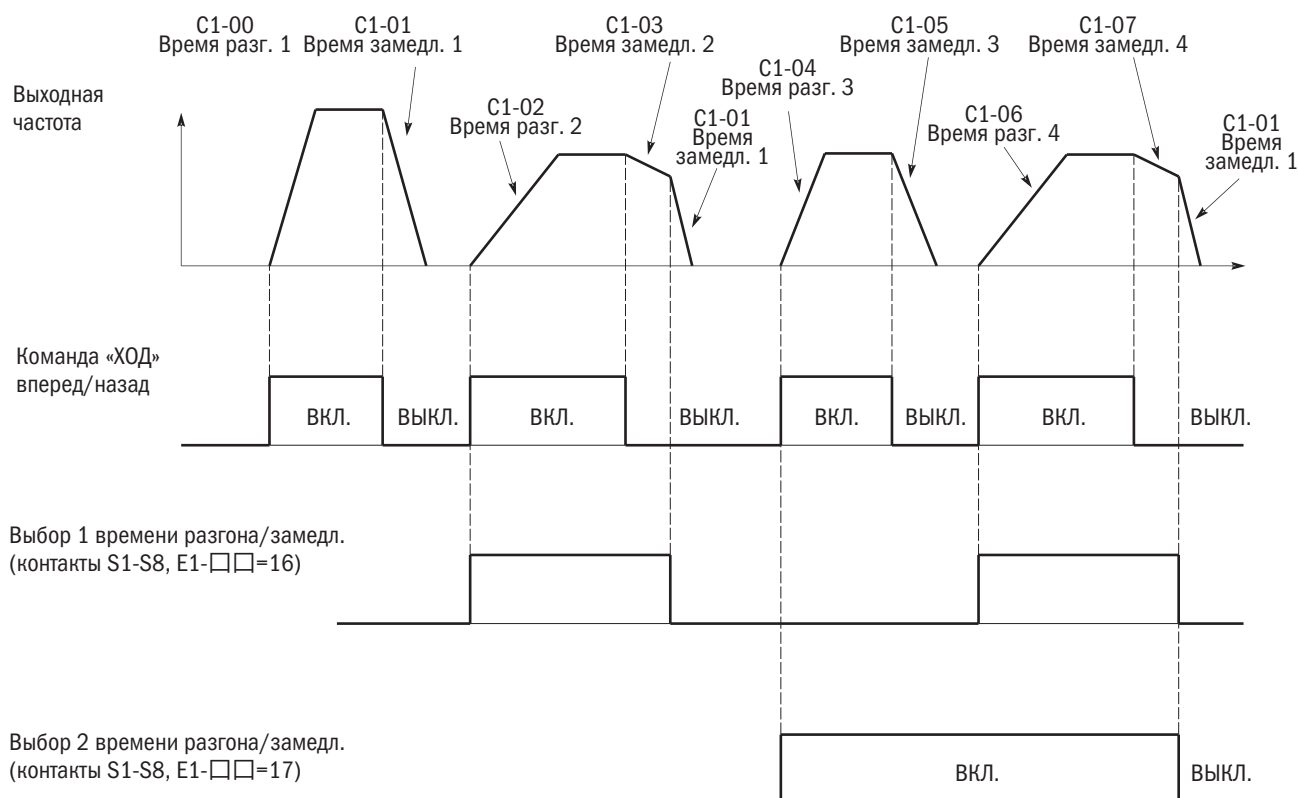 C1-00
Время разг. 1
C1-01
Время замедл. 1
C1-03
Время замедл. 2
C1-05
Время замедл. 3
C1-07
Время замедл. 4
C1-04
Время разг. 3
Выходная
частота
C1-02
Время разг. 2
C1-01
Время
замедл. 1
C1-06
Время разг. 4
C1-01
Время
замедл. 1
Команда «ХОД»
вперед/назад
ВКЛ.
ВЫКЛ.
ВКЛ.
ВЫКЛ.
ВКЛ.
ВЫКЛ.
ВКЛ.
ВЫКЛ.
Выбор 1 времени разгона/замедл.
(контакты S1-S8, E1-□□=16)
Выбор 2 времени разгона/замедл.
(контакты S1-S8, E1-□□=17)
ВКЛ.
ВЫКЛ.